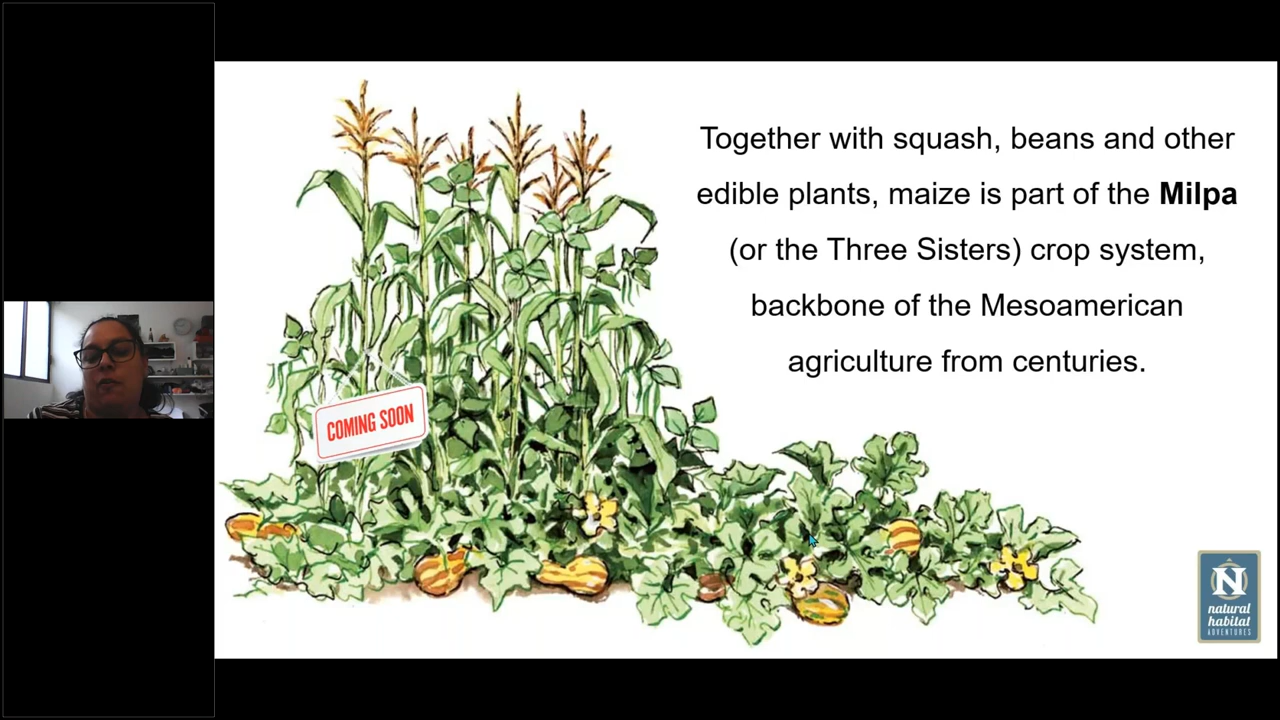 Together with squash, beans and other
edible plants, maize is part of the Milpa
(or the Three Sisters) crop system,
backbone of the Mesoamerican
agriculture from centuries.
COMING SOON
N
natural
habitat
ADVENTURES